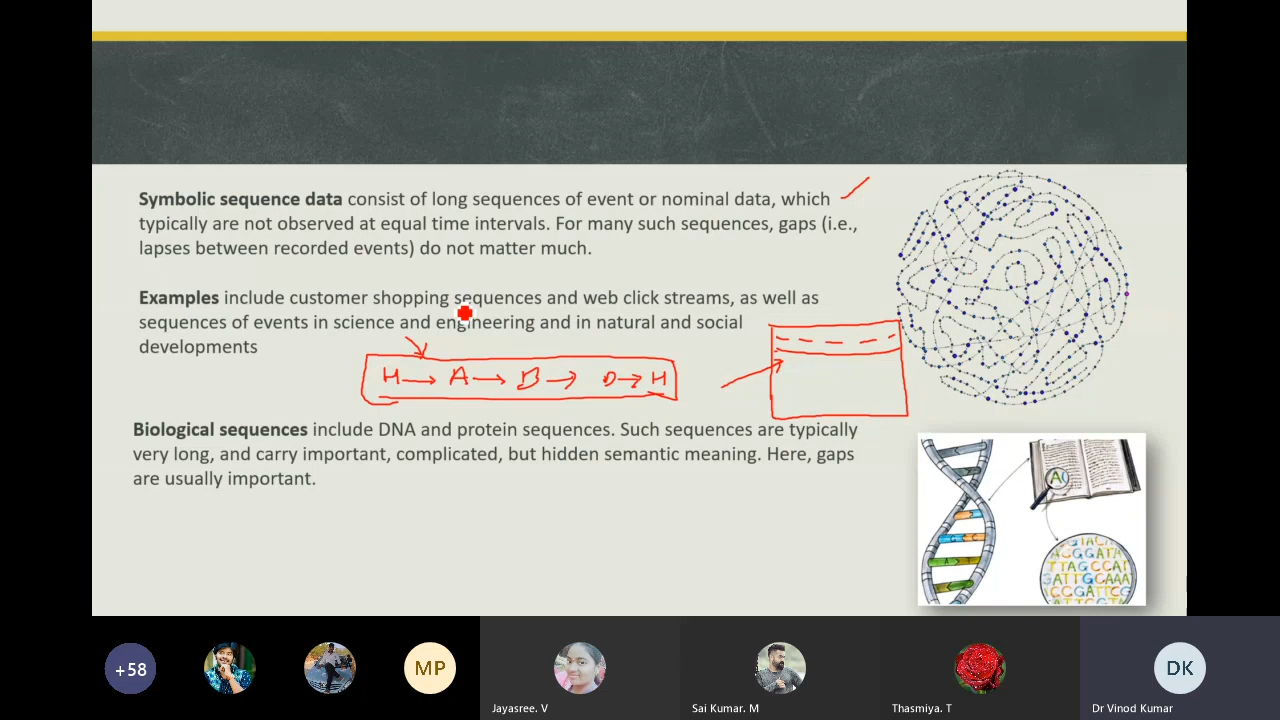 Symbolic sequence data consist of long sequences of event or nominal data, which
typically are not observed at equal time intervals. For many such sequences, gaps (i.e.,
lapses between recorded events) do not matter much.
Examples include customer shopping sequences and web click streams, as well as
sequences of events in science and engineering and in natural and social
developments
H → A → B → D → H
Biological sequences include DNA and protein sequences. Such sequences are typically
very long, and carry important, complicated, but hidden semantic meaning. Here, gaps
are usually important.
ACGGATA
TTAGCCAT
GATTGCAAA
+58
MP
DK
Jayasree. V
Sai Kumar. M
Thasmiya. T
Dr Vinod Kumar